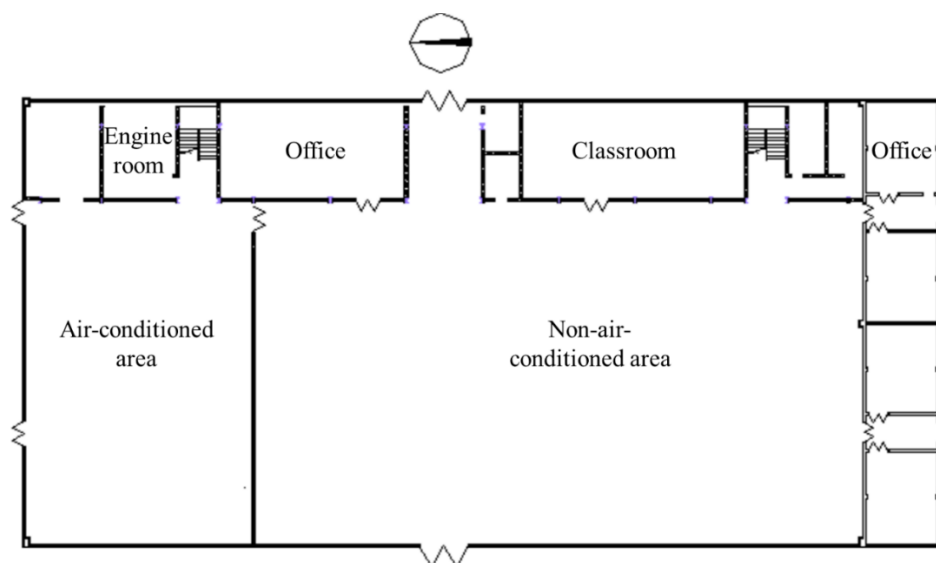 Engine
room
Office
Classroom
Office
Air-conditioned
area
Non-air-
conditioned area